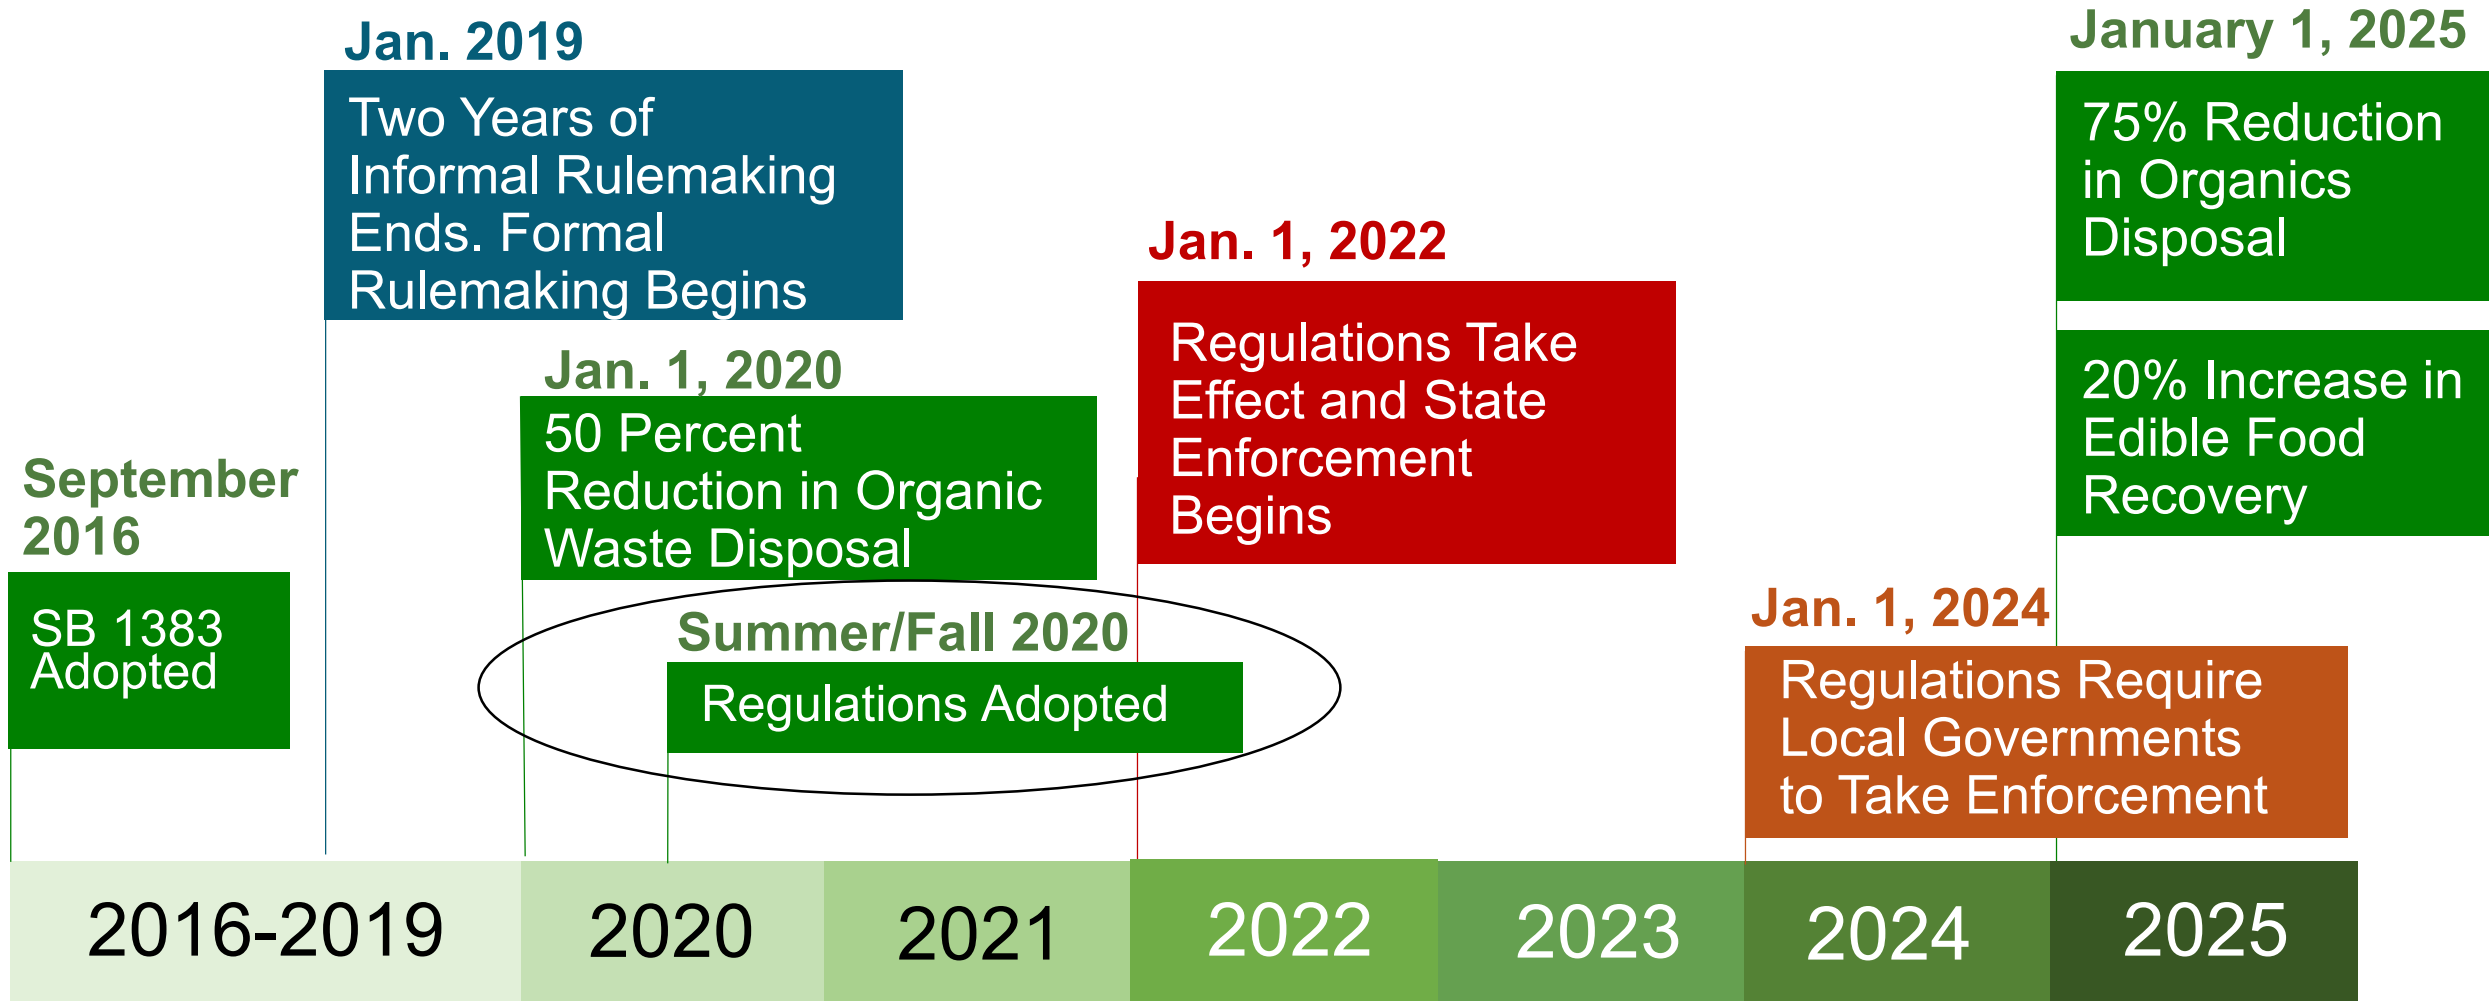 Jan. 2019
Two Years of
Informal Rulemaking
Ends. Formal
Rulemaking Begins
January 1, 2025
75% Reduction
in Organics
Disposal
20% Increase in
Edible Food
Recovery
Jan. 1, 2022
Regulations Take
Effect and State
Enforcement
Begins
Jan. 1, 2020
50 Percent
Reduction in Organic
Waste Disposal
September
2016
SB 1383
Adopted
Summer/Fall 2020
Regulations Adopted
Jan. 1, 2024
Regulations Require
Local Governments
to Take Enforcement
2016-2019
2020
2021
2022
2023
2024
2025